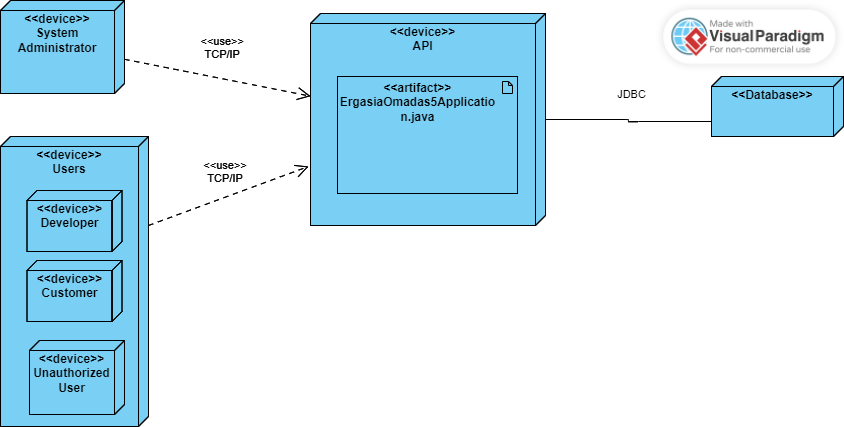 <<device>>
System
Administrator
<<use>>
TCP/IP
<<device>>
API
<<artifact>>
ErgasiaOmadas5Applicatio
n.java
JDBC
<<Database>>
Made with
Visual Paradigm
For non-commercial use
<<device>>
Users
<<device>>
Developer
<<device>>
Customer
<<device>>
Unauthorized
User
<<use>>
TCP/IP